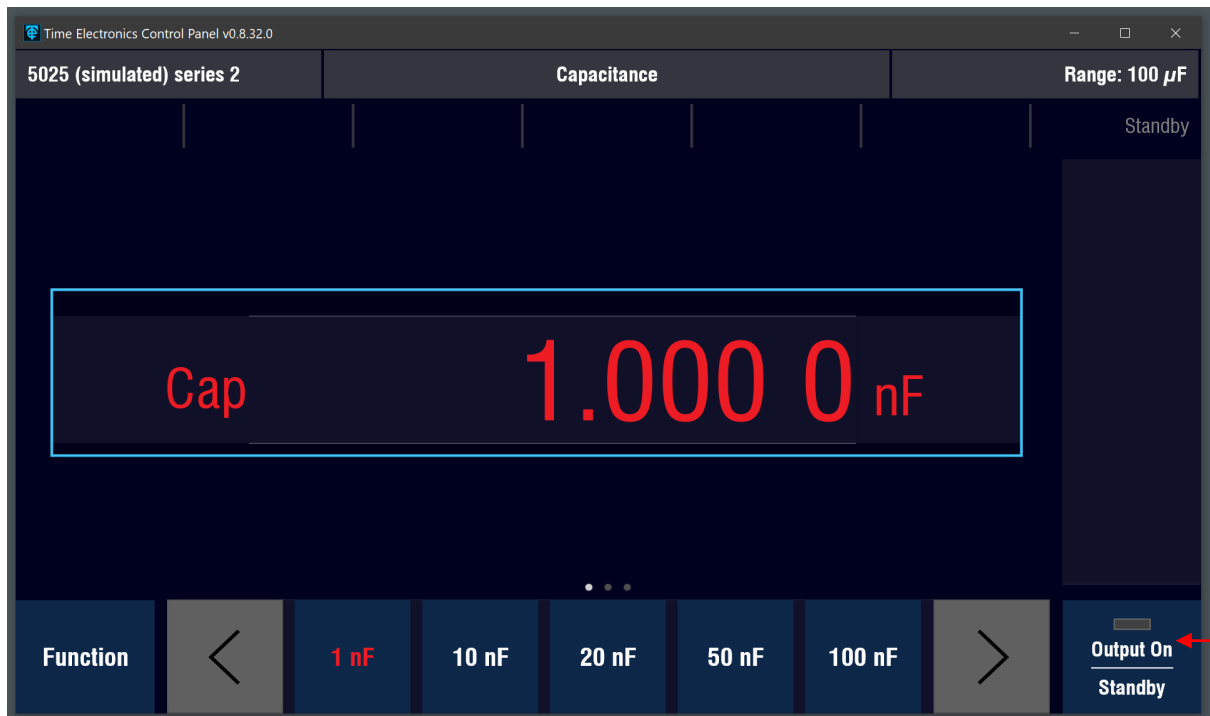 Time Electronics Control Panel v0.8.32.0
5025 (simulated) series 2
Capacitance
Range: 100 µF
Standby
Cap 1.000 0 nF
Function
1 nF
10 nF
20 nF
50 nF
100 nF
Output On
Standby